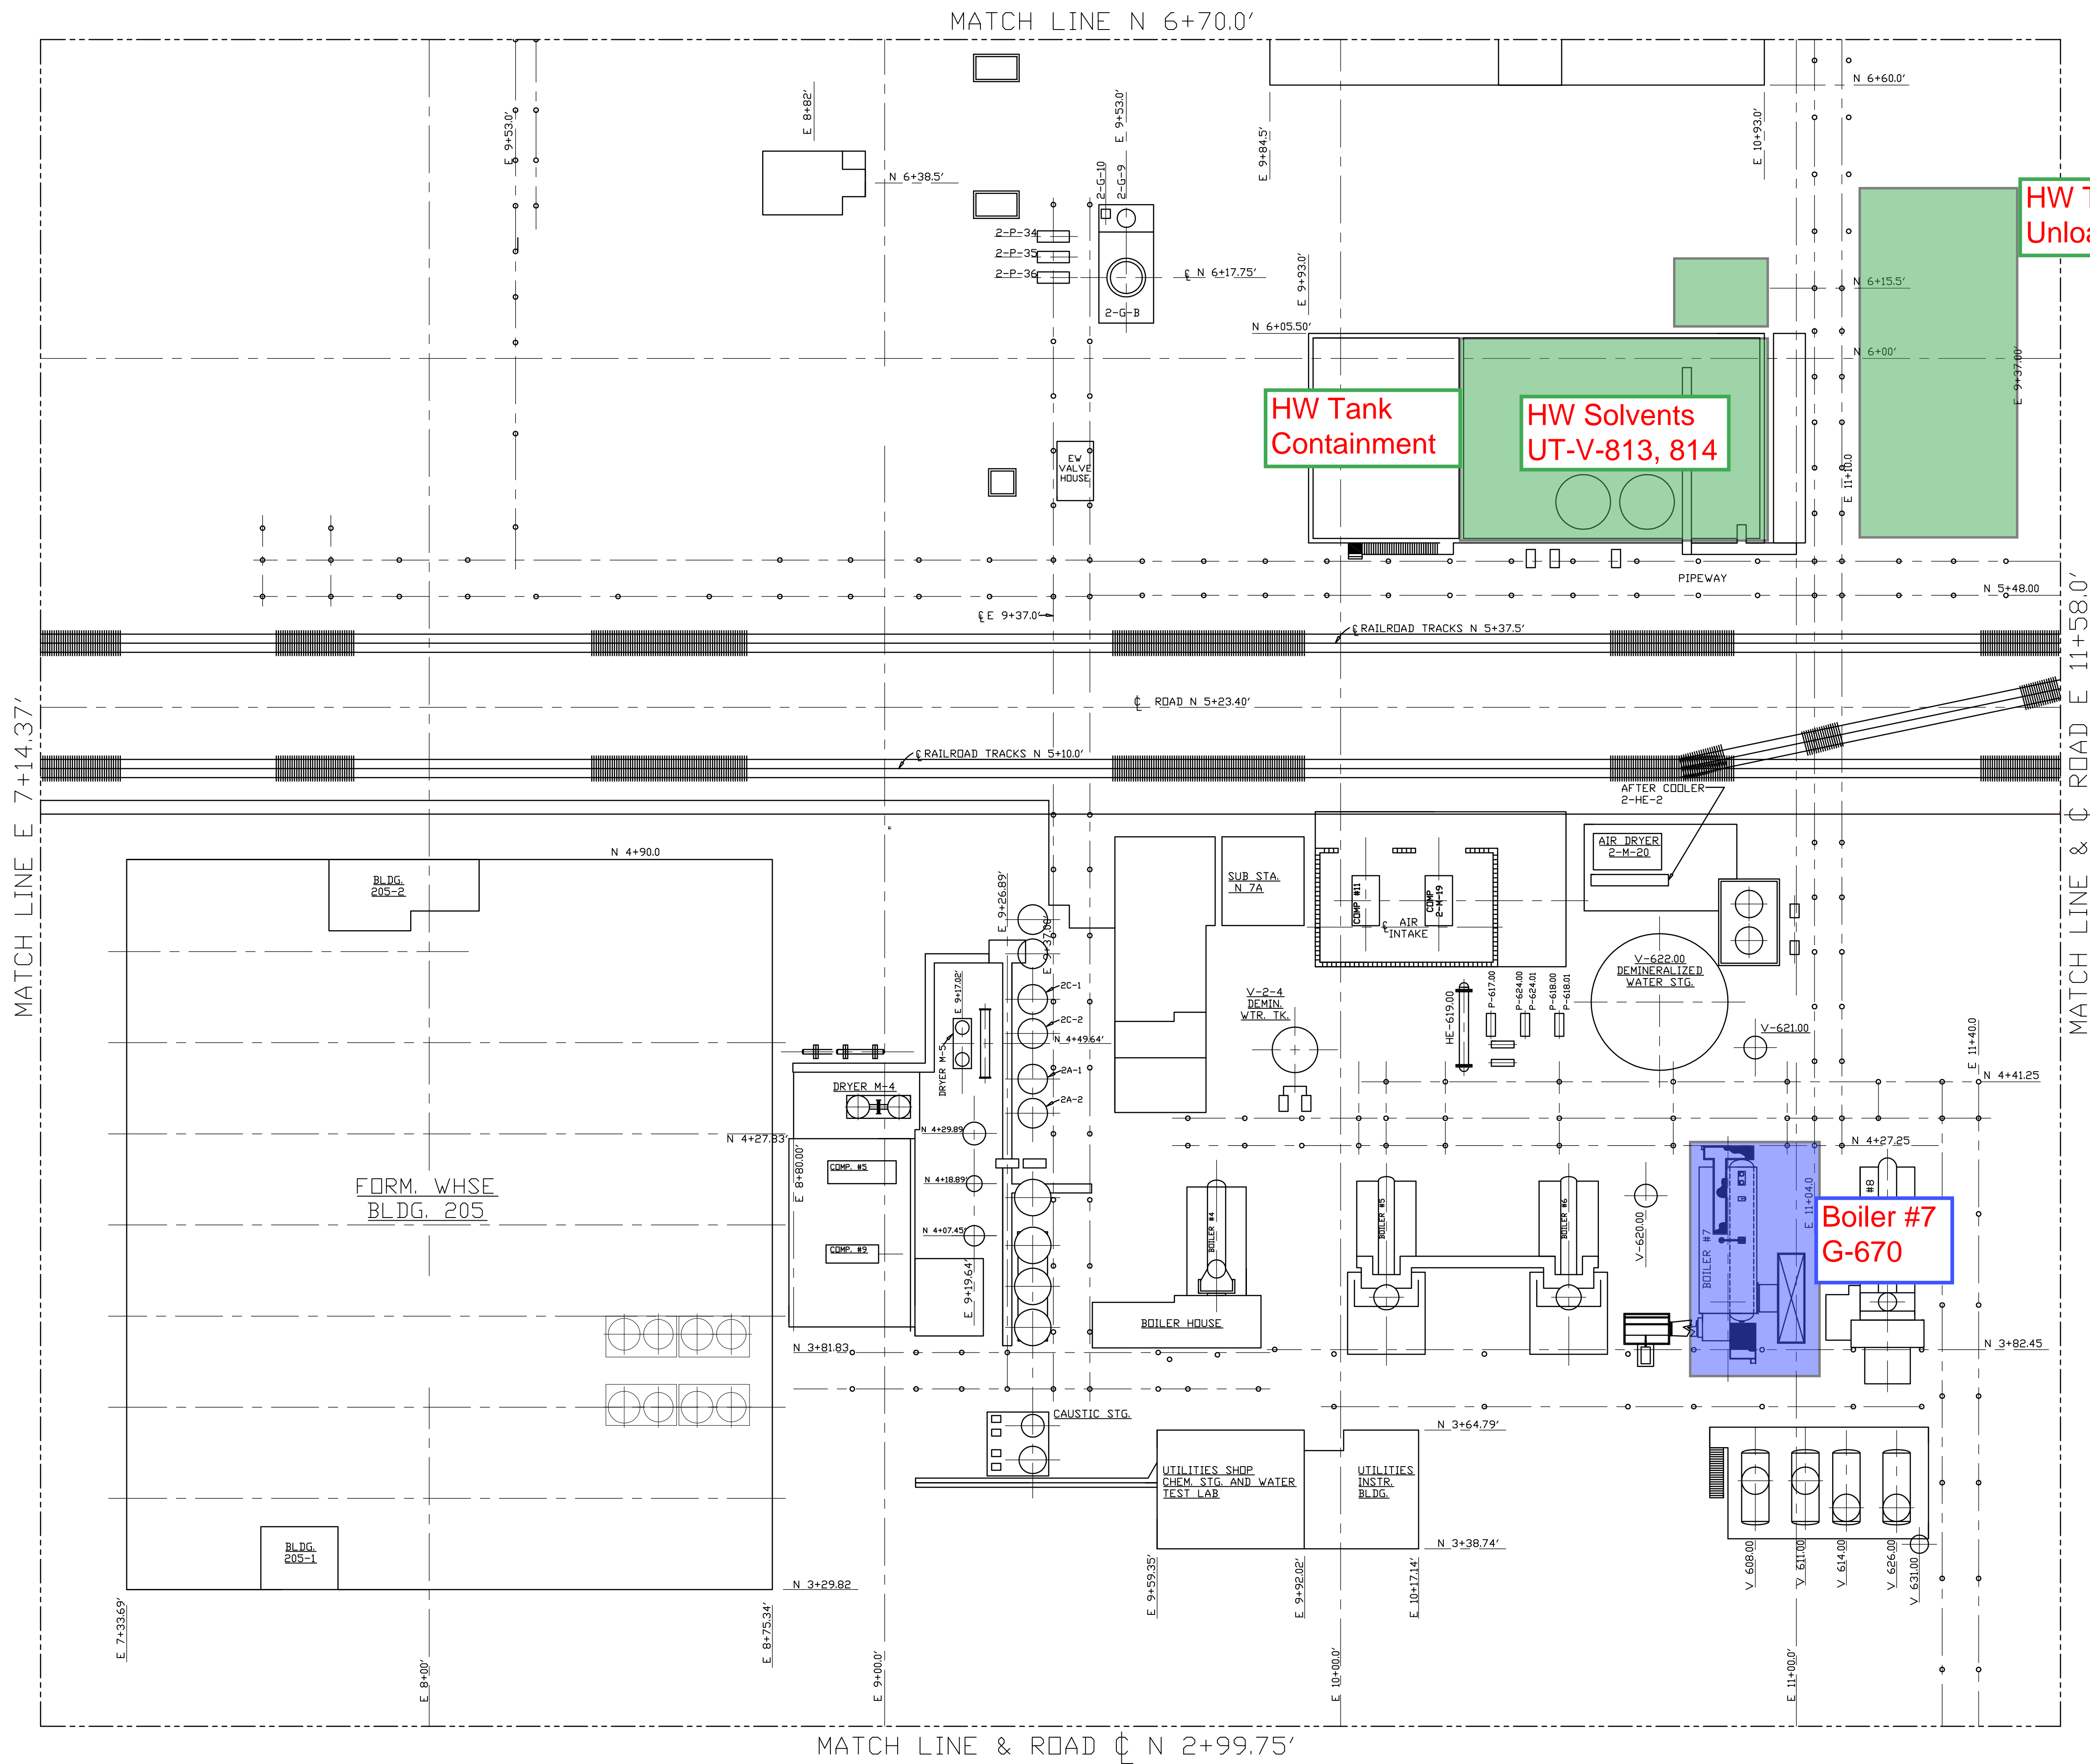 MATCH LINE N 6+70.0'
N 6+60.0'
E 8+82'
E 9+53.0'
E 9+53.0'
E 9+84.5'
E 10+93.0'
N 6+38.5'
2-G-10
2-G-9
HW T
Unloa
2-P-34
2-P-35
2-P-36
℄ N 6+17.75'
E 9+93.0'
N 6+15.5'
2-G-B
N 6+05.50'
N 6+00'
E 9+37.00'
HW Tank
Containment
HW Solvents
UT-V-813, 814
EW
VALVE
HOUSE
E 11+10.0
PIPEWAY
N 5+48.00
℄ E 9+37.0'
℄ RAILROAD TRACKS N 5+37.5'
MATCH LINE E 7+14.37'
MATCH LINE & ℄ ROAD E 11+58.0'
℄ ROAD N 5+23.40'
℄ RAILROAD TRACKS N 5+10.0'
AFTER COOLER
2-HE-2
N 4+90.0
BLDG.
205-2
SUB STA.
N 7A
AIR DRYER
2-M-20
COMP #11
COMP
2-M-19
℄ AIR
INTAKE
E 9+26.89'
E 9+37.00'
V-622.00
DEMINERALIZED
WATER STG.
E 9+17.02'
2C-1
2C-2
V-2-4
DEMIN.
WTR. TK.
HE-619.00
P-617.00
P-624.00
P-624.01
P-618.00
P-618.01
V-621.00
N 4+49.64'
DRYER M-5
2A-1
2A-2
E 11+40.0
N 4+41.25
DRYER M-4
N 4+29.89
N 4+27.83'
N 4+27.25
E 8+80.00'
COMP. #5
N 4+18.89'
FORM. WHSE
BLDG. 205
N 4+07.45'
COMP. #9
E 9+19.64'
BOILER #4
BOILER #5
BOILER #6
V-620.00
BOILER #7
E 11+04.0
#8
Boiler #7
G-670
BOILER HOUSE
N 3+81.83
N 3+82.45
CAUSTIC STG.
N 3+64.79'
UTILITIES SHOP
CHEM. STG. AND WATER
TEST LAB
UTILITIES
INSTR.
BLDG.
N 3+38.74'
BLDG.
205-1
N 3+29.82
E 7+33.69'
E 8+75.34'
E 9+59.35'
E 9+92.02'
E 10+17.14'
V 608.00
V 611.00
V 614.00
V 626.00
V 631.00
E 8+00'
E 9+00.0'
E 10+00.0'
E 11+00.0'
MATCH LINE & ROAD ℄ N 2+99.75'